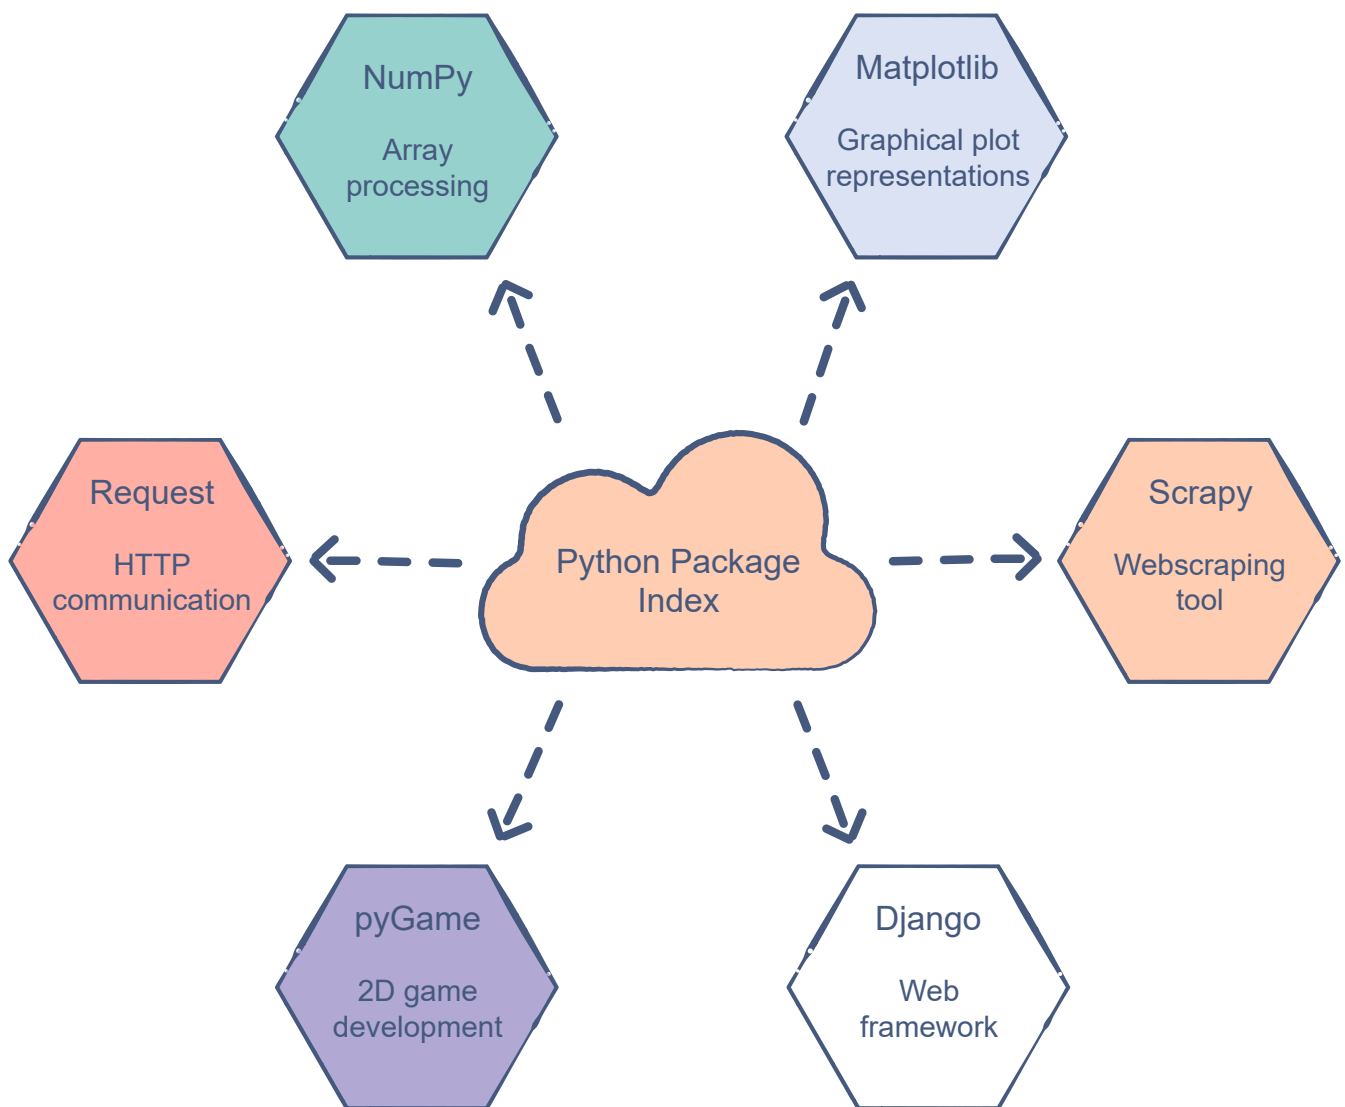 NumPy
Array
processing
Matplotlib
Graphical plot
representations
Request
HTTP
communication
Python Package
Index
Scrapy
Webscraping
tool
pyGame
2D game
development
Django
Web
framework